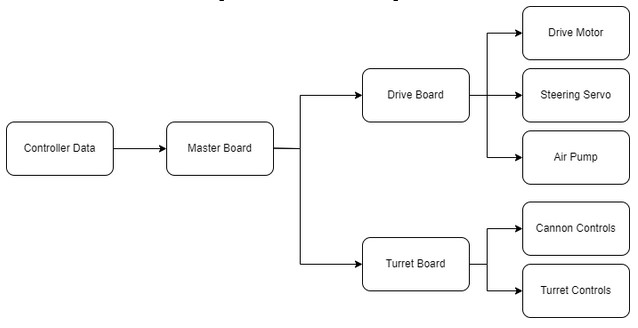 Controller Data
Master Board
Drive Board
Drive Motor
Steering Servo
Air Pump
Turret Board
Cannon Controls
Turret Controls